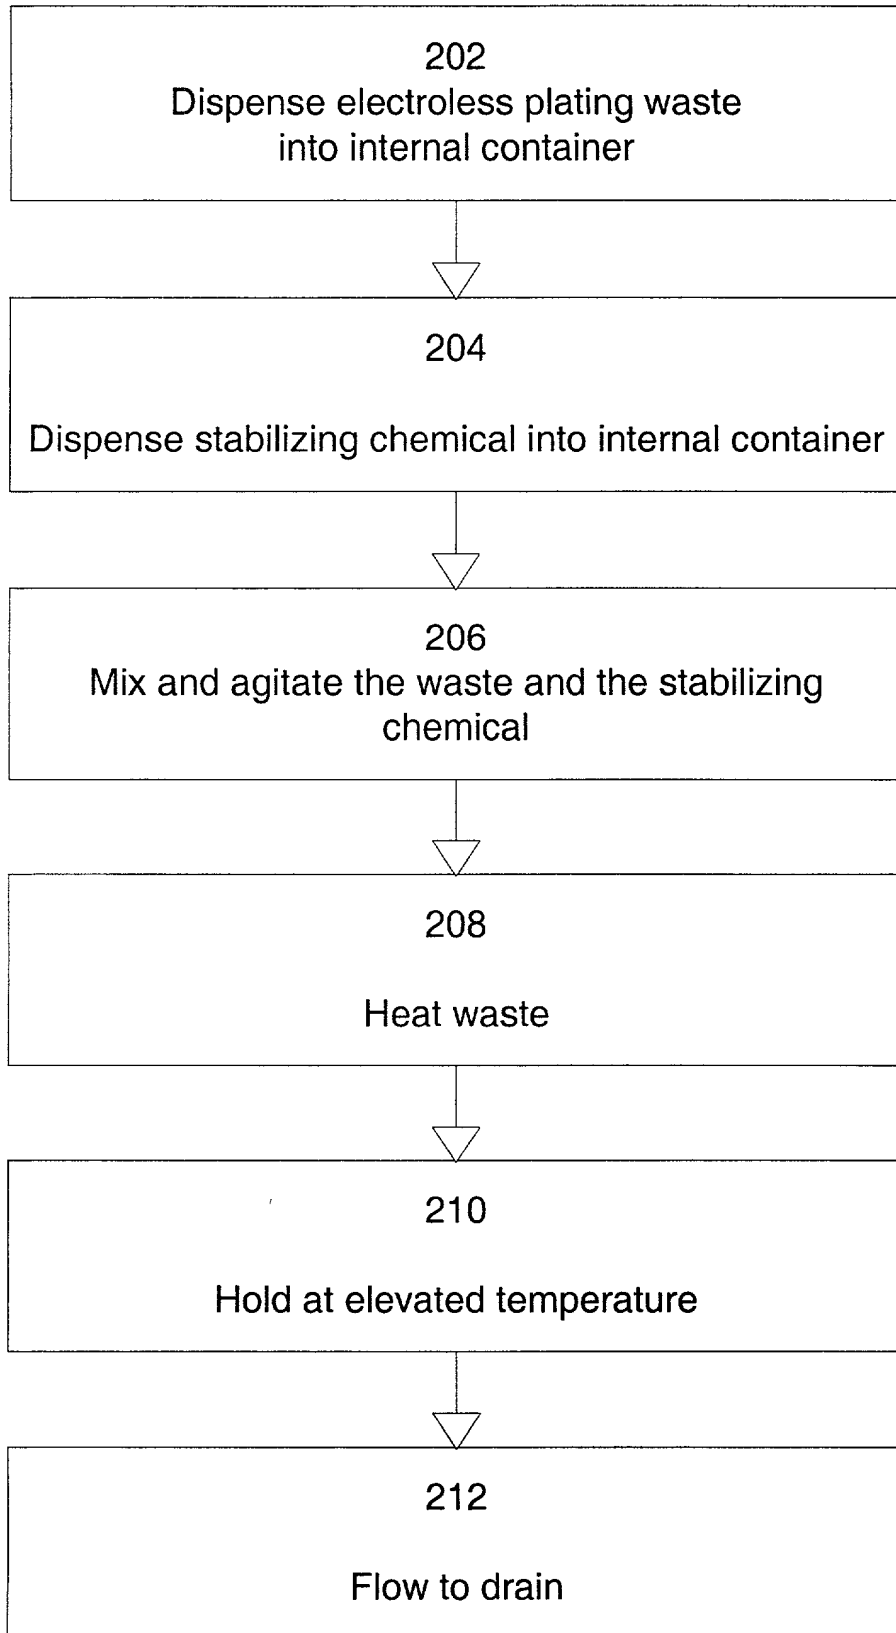 202
Dispense electroless plating waste
into internal container
204
Dispense stabilizing chemical into internal container
206
Mix and agitate the waste and the stabilizing
chemical
208
Heat waste
210
Hold at elevated temperature
212
Flow to drain